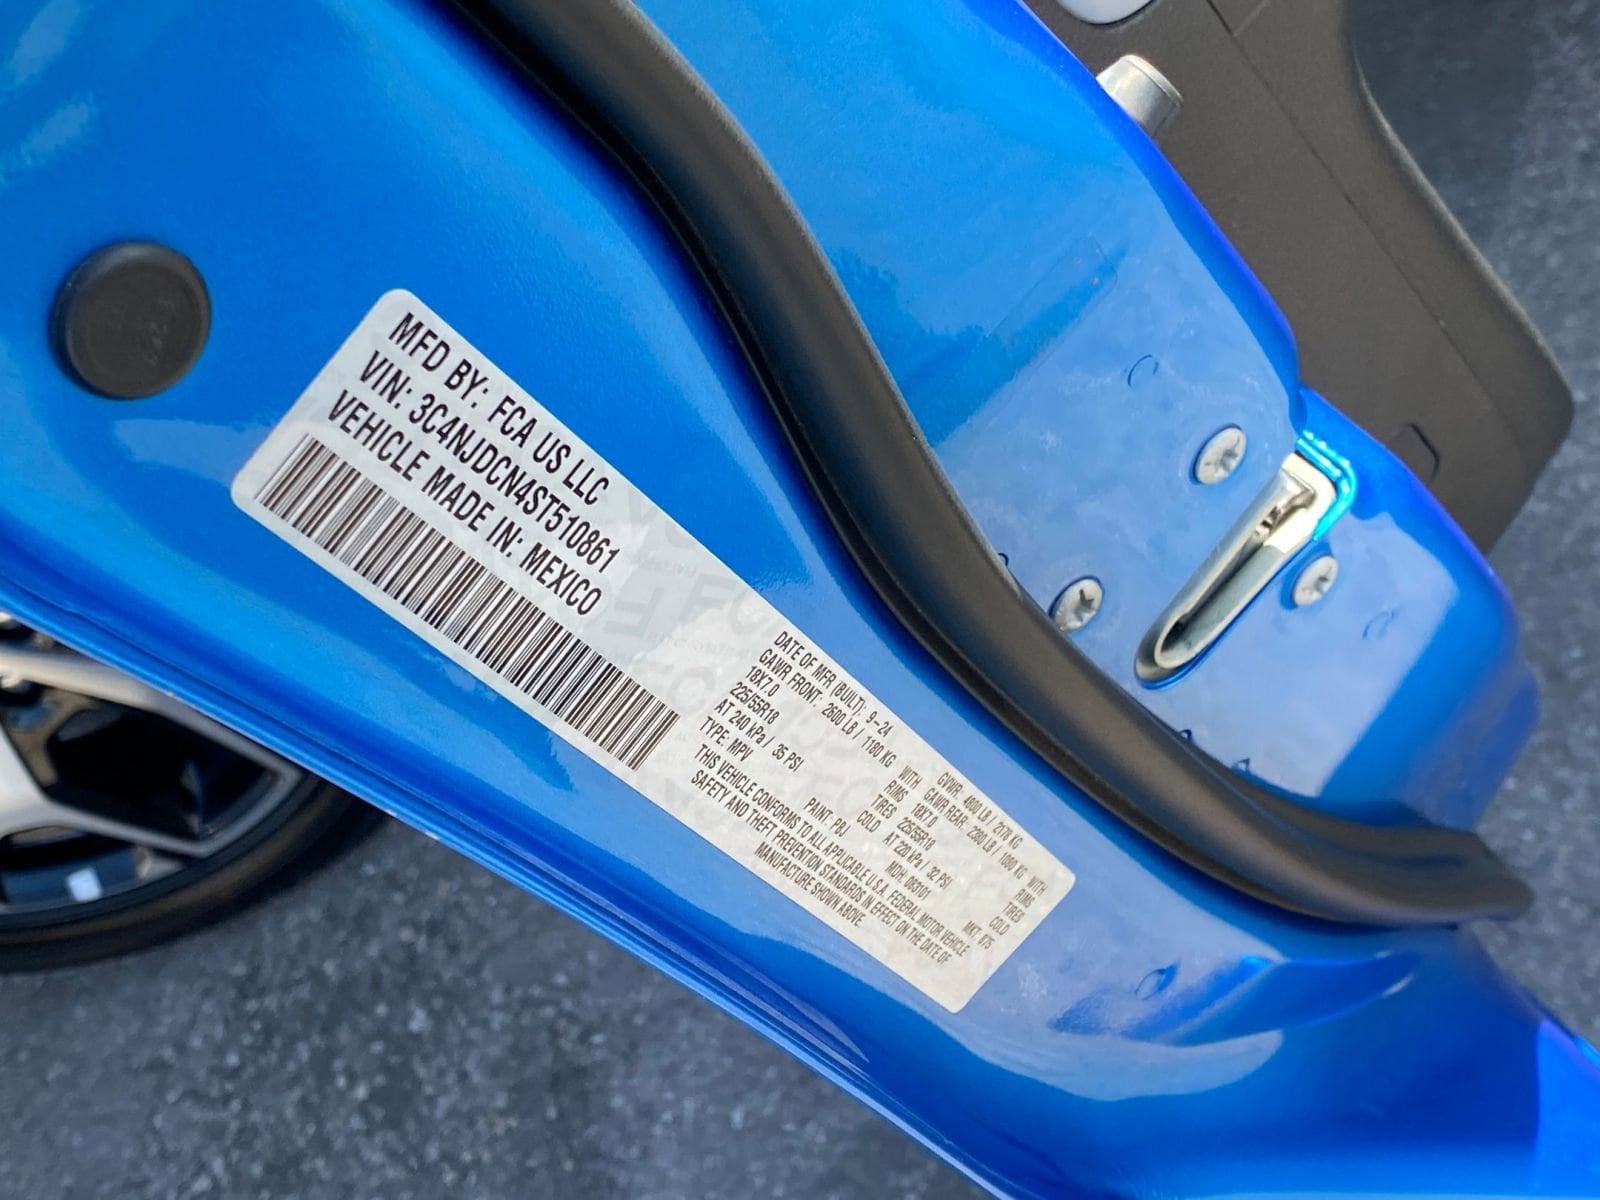 MFD BY: FCA US LLC
VIN: 3C4NJDCN4ST510861
VEHICLE MADE IN: MEXICO
DATE OF MFR (BUILT): 9-24 GVWR: 4800 LB / 2178 KG
GAWR FRONT: 2600 LB / 1180 KG WITH GAWR REAR: 2380 LB / 1080 KG WITH
18X7.0 RIMS 18X7.0 RIMS
225/55R18 TIRES 225/55R18 TIRES
AT 240 kPa / 35 PSI COLD AT 220 kPa / 32 PSI COLD
TYPE: MPV PAINT: PBJ MDH: 063101 MKT: 675
THIS VEHICLE CONFORMS TO ALL APPLICABLE U.S.A. FEDERAL MOTOR VEHICLE
SAFETY AND THEFT PREVENTION STANDARDS IN EFFECT ON THE DATE OF
MANUFACTURE SHOWN ABOVE.